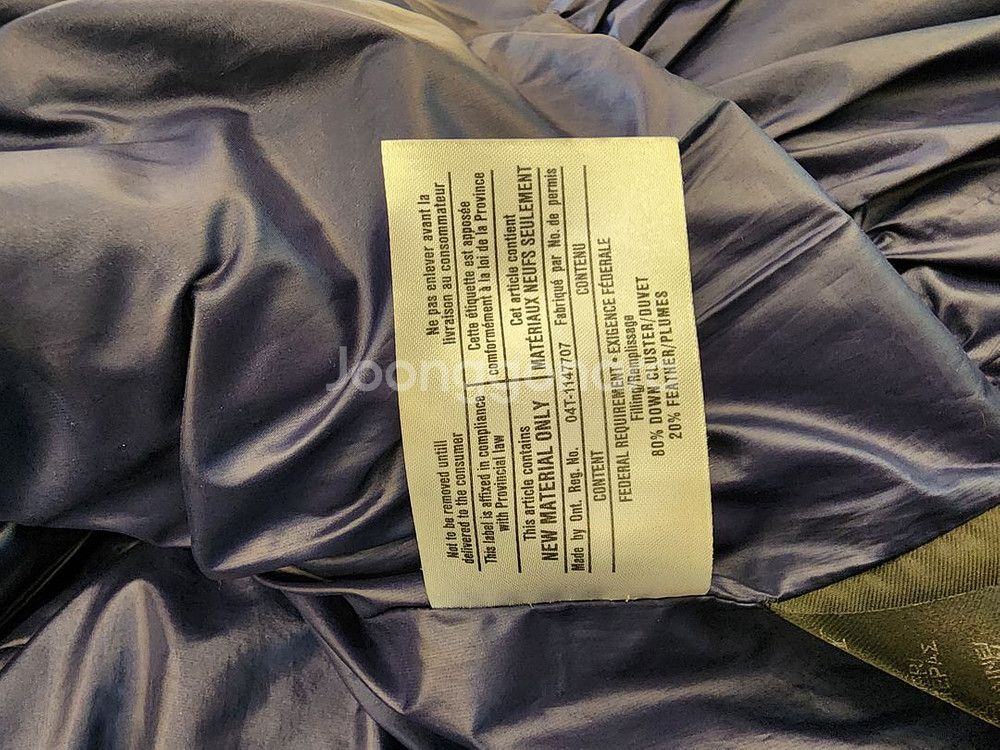 Not to be removed untill
delivered to the consumer
Ne pas enlever avant la
livraison au consommateur
This label is affixed in compliance
with Provincial law
Cette étiquette est apposée
conformément à la loi de la Province
This article contains
NEW MATERIAL ONLY
Cet article contient
MATÉRIAUX NEUFS SEULEMENT
Made by Ont. Reg. No. 04T-1147707 Fabriqué par No. de permis
CONTENT CONTENU
FEDERAL REQUIREMENT • EXIGENCE FÉDÉRALE
Filling/Remplissage
80% DOWN CLUSTER/DUVET
20% FEATHER/PLUMES